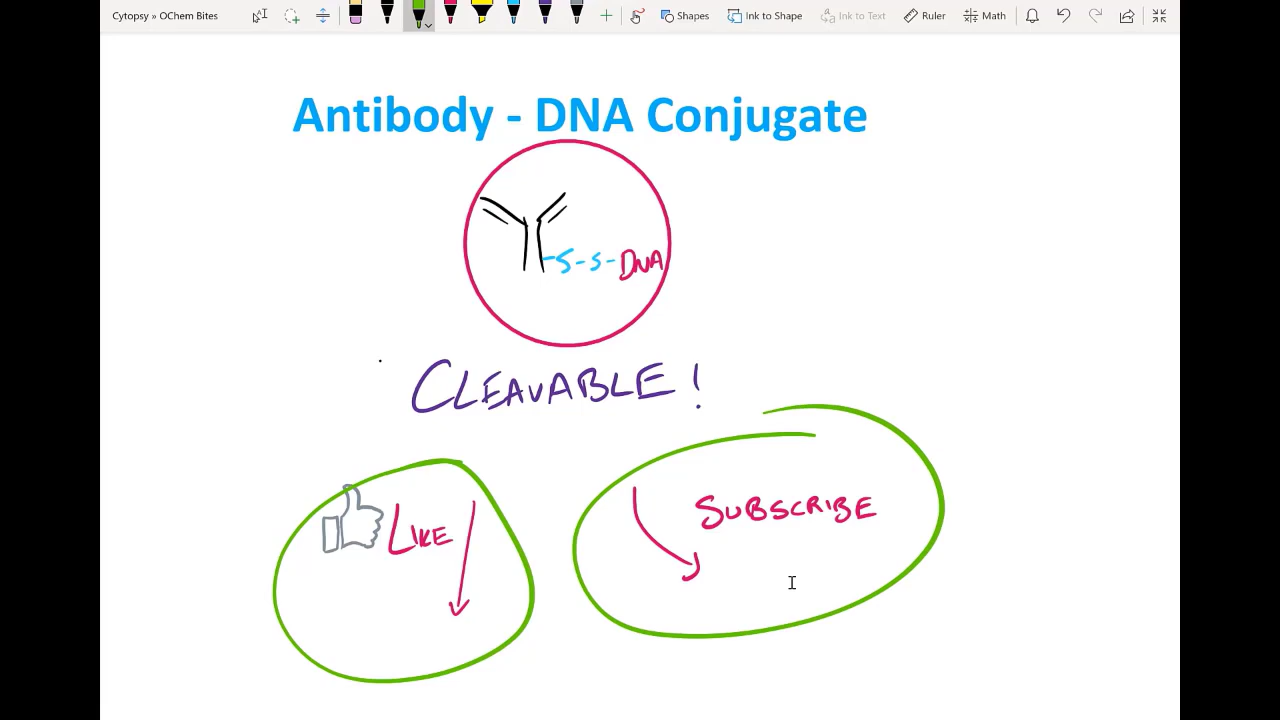 Cytopsy » OChem Bites Shapes Ink to Shape Ink to Text Ruler Math
Antibody - DNA Conjugate
S-S-DNA
CLEAVABLE!
LIKE
SUBSCRIBE